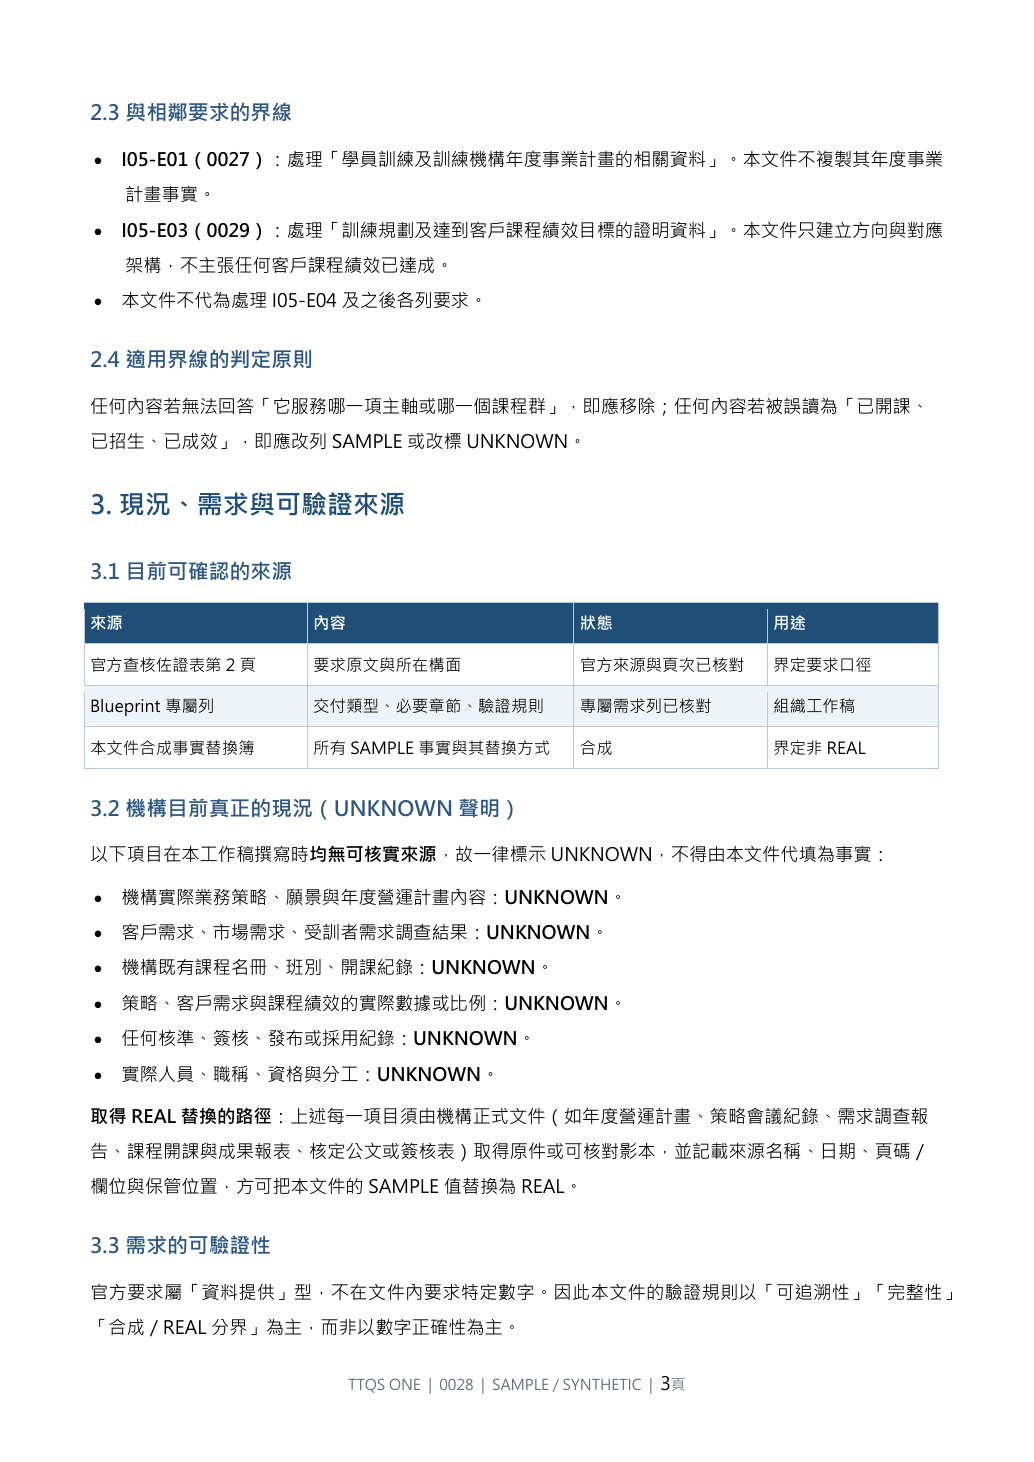 2.3 與相鄰要求的界線
● I05-E01（0027）：處理「學員訓練及訓練機構年度事業計畫的相關資料」。本文件不複製其年度事業
計畫事實。
● I05-E03（0029）：處理「訓練規劃及達到客戶課程績效目標的證明資料」。本文件只建立方向與對應
架構，不主張任何客戶課程績效已達成。
● 本文件不代為處理 I05-E04 及之後各列要求。
2.4 適用界線的判定原則
任何內容若無法回答「它服務哪一項主軸或哪一個課程群」，即應移除；任何內容若被誤讀為「已開課、
已招生、已成效」，即應改列 SAMPLE 或改標 UNKNOWN。
3. 現況、需求與可驗證來源
3.1 目前可確認的來源
來源 內容 狀態 用途
官方查核佐證表第 2 頁 要求原文與所在構面 官方來源與頁次已核對 界定要求口徑
Blueprint 專屬列 交付類型、必要章節、驗證規則 專屬需求列已核對 組織工作稿
本文件合成事實替換簿 所有 SAMPLE 事實與其替換方式 合成 界定非 REAL
3.2 機構目前真正的現況（UNKNOWN 聲明）
以下項目在本工作稿撰寫時均無可核實來源，故一律標示 UNKNOWN，不得由本文件代填為事實：
● 機構實際業務策略、願景與年度營運計畫內容：UNKNOWN。
● 客戶需求、市場需求、受訓者需求調查結果：UNKNOWN。
● 機構既有課程名冊、班別、開課紀錄：UNKNOWN。
● 策略、客戶需求與課程績效的實際數據或比例：UNKNOWN。
● 任何核準、簽核、發布或採用紀錄：UNKNOWN。
● 實際人員、職稱、資格與分工：UNKNOWN。
取得 REAL 替換的路徑：上述每一項目須由機構正式文件（如年度營運計畫、策略會議紀錄、需求調查報
告、課程開課與成果報表、核定公文或簽核表）取得原件或可核對影本，並記載來源名稱、日期、頁碼 /
欄位與保管位置，方可把本文件的 SAMPLE 值替換為 REAL。
3.3 需求的可驗證性
官方要求屬「資料提供」型，不在文件內要求特定數字。因此本文件的驗證規則以「可追溯性」「完整性」
「合成 / REAL 分界」為主，而非以數字正確性為主。
TTQS ONE | 0028 | SAMPLE / SYNTHETIC | 3頁